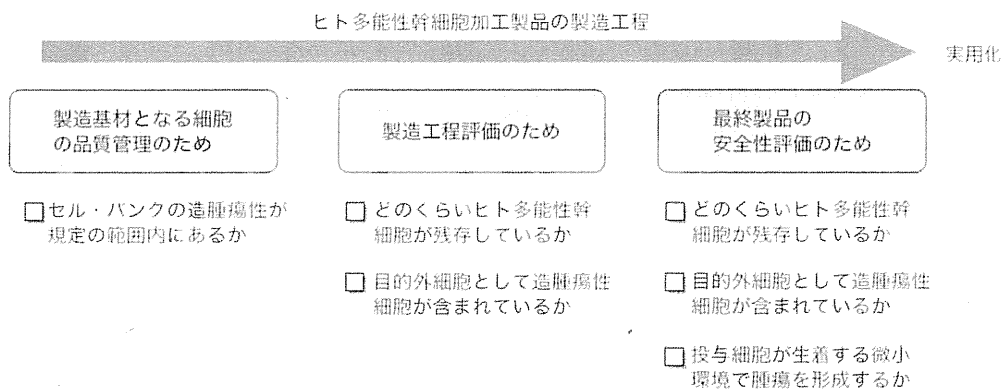 ヒト多能性幹細胞加工製品の製造工程
実用化
製造基材となる細胞
の品質管理のため
□セル・バンクの造腫瘍性が
規定の範囲内にあるか
製造工程評価のため
□どのくらいヒト多能性幹
細胞が残存しているか
□目的外細胞として造腫瘍性
細胞が含まれているか
最終製品の
安全性評価のため
□どのくらいヒト多能性幹
細胞が残存しているか
□目的外細胞として造腫瘍性
細胞が含まれているか
□投与細胞が生着する微小
環境で腫瘍を形成するか